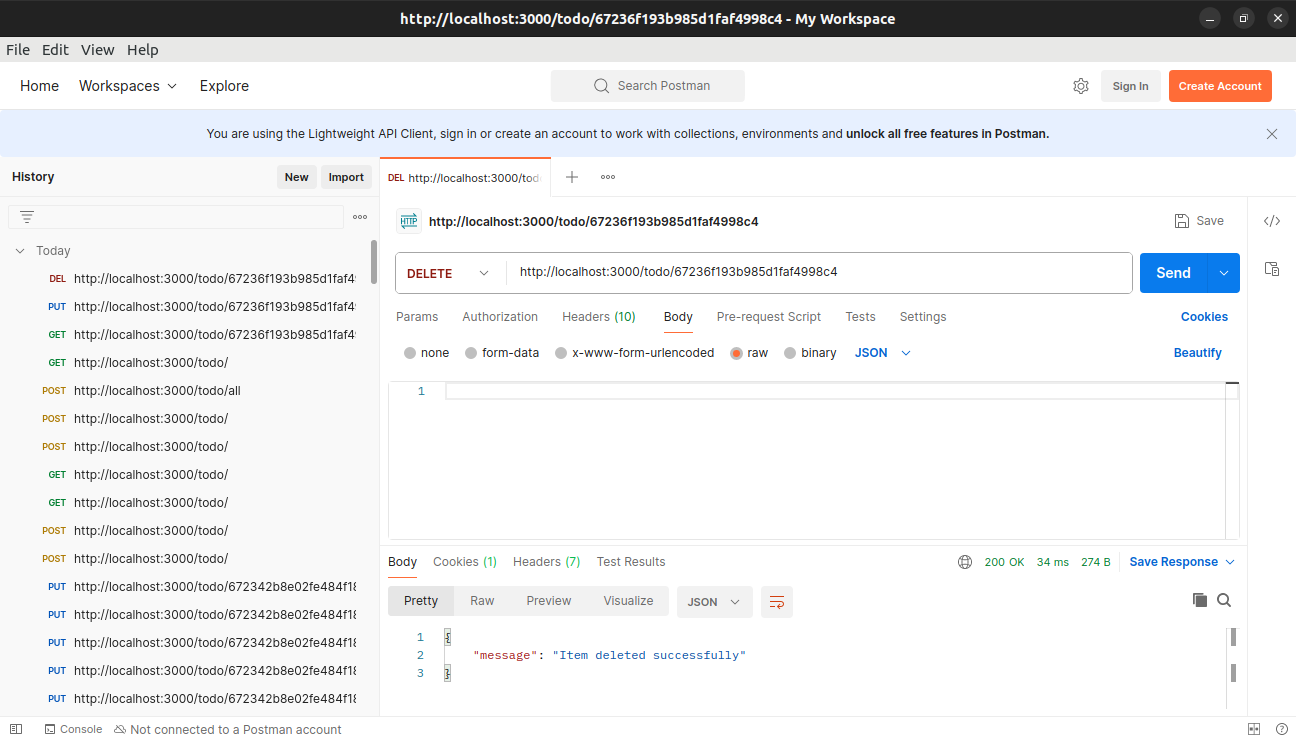 http://localhost:3000/todo/67236f193b985d1faf4998c4 - My Workspace
File Edit View Help
Home Workspaces Explore Search Postman Sign In Create Account
You are using the Lightweight API Client, sign in or create an account to work with collections, environments and unlock all free features in Postman.
History New Import
DEL http://localhost:3000/tod
HTTP http://localhost:3000/todo/67236f193b985d1faf4998c4 Save
Today
DEL http://localhost:3000/todo/67236f193b985d1faf49
PUT http://localhost:3000/todo/67236f193b985d1faf49
GET http://localhost:3000/todo/67236f193b985d1faf49
GET http://localhost:3000/todo/
POST http://localhost:3000/todo/all
POST http://localhost:3000/todo/
POST http://localhost:3000/todo/
GET http://localhost:3000/todo/
GET http://localhost:3000/todo/
POST http://localhost:3000/todo/
POST http://localhost:3000/todo/
PUT http://localhost:3000/todo/672342b8e02fe484f18
PUT http://localhost:3000/todo/672342b8e02fe484f18
PUT http://localhost:3000/todo/672342b8e02fe484f18
PUT http://localhost:3000/todo/672342b8e02fe484f18
PUT http://localhost:3000/todo/672342b8e02fe484f18
DELETE http://localhost:3000/todo/67236f193b985d1faf4998c4 Send
Params Authorization Headers (10) Body Pre-request Script Tests Settings Cookies
none form-data x-www-form-urlencoded raw binary JSON Beautify
1
Body Cookies (1) Headers (7) Test Results 200 OK 34 ms 274 B Save Response
Pretty Raw Preview Visualize JSON
1 {
2 "message": "Item deleted successfully"
3 }
Console Not connected to a Postman account